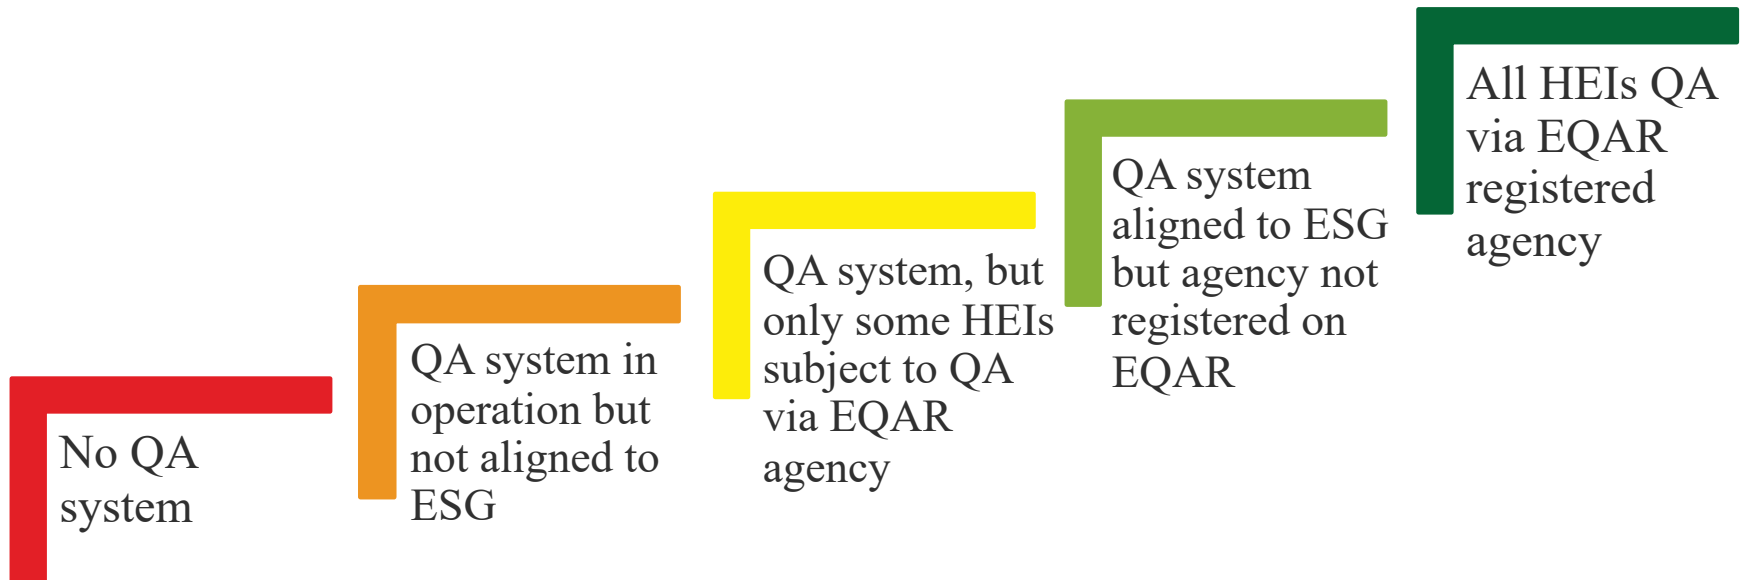 No QA
system
QA system in
operation but
not aligned to
ESG
QA system, but
only some HEIs
subject to QA
via EQAR
agency
QA system
aligned to ESG
but agency not
registered on
EQAR
All HEIs QA
via EQAR
registered
agency